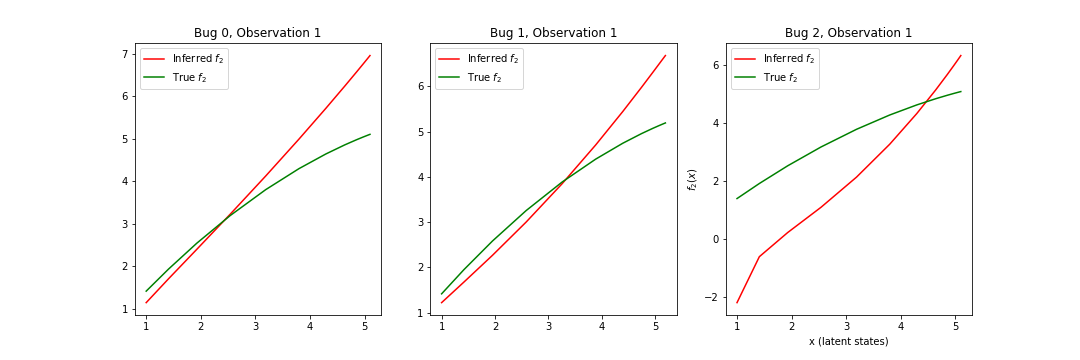 Bug 0, Observation 1
Inferred f₂
True f₂
7
6
5
4
3
2
1
1 2 3 4 5
Bug 1, Observation 1
Inferred f₂
True f₂
6
5
4
3
2
1
1 2 3 4 5
Bug 2, Observation 1
Inferred f₂
True f₂
f₂(x)
6
4
2
0
−2
1 2 3 4 5
x (latent states)